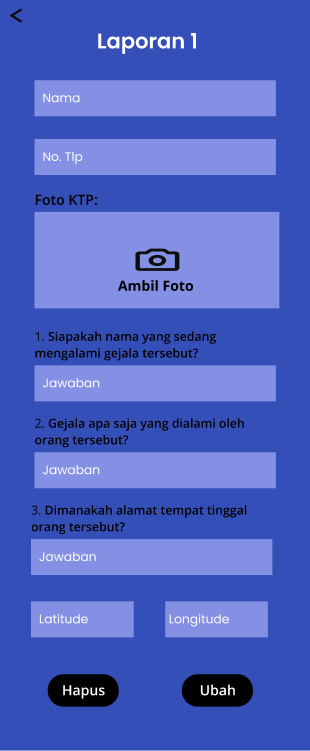 Laporan 1
Nama
No. Tlp
Foto KTP:
Ambil Foto
1. Siapakah nama yang sedang
mengalami gejala tersebut?
Jawaban
2. Gejala apa saja yang dialami oleh
orang tersebut?
Jawaban
3. Dimanakah alamat tempat tinggal
orang tersebut?
Jawaban
Latitude
Longitude
Hapus
Ubah